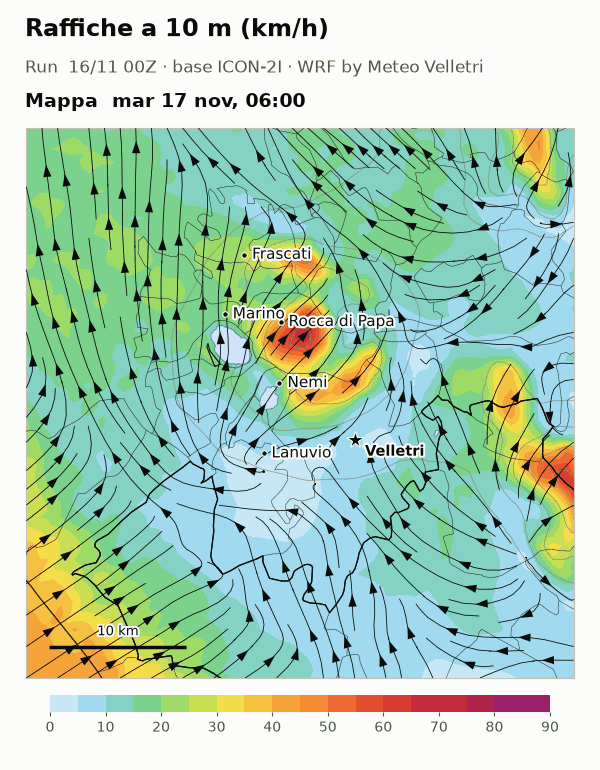 Raffiche a 10 m (km/h)
Run 16/11 00Z · base ICON-2I · WRF by Meteo Velletri
Mappa mar 17 nov, 06:00
Frascati
Marino
Rocca di Papa
Nemi
Velletri
Lanuvio
10 km
0 10 20 30 40 50 60 70 80 90